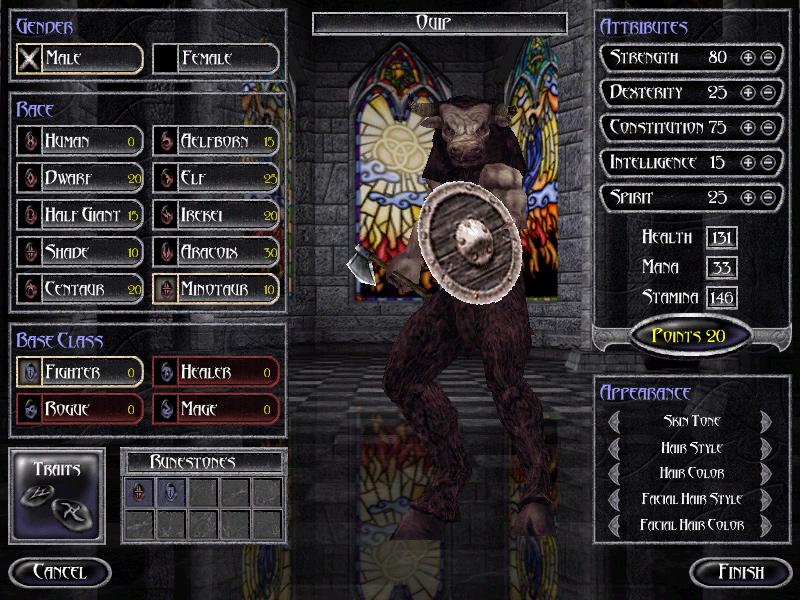 Quip
Gender
Male
Female
Race
Human 0
Aelfborn 15
Dwarf 20
Elf 25
Half Giant 15
Irekei 20
Shade 10
Aracoix 30
Centaur 20
Minotaur 10
Base Class
Fighter 0
Healer 0
Rogue 0
Mage 0
Traits
Runestones
Cancel
Attributes
Strength 80
Dexterity 25
Constitution 75
Intelligence 15
Spirit 25
Health 131
Mana 33
Stamina 146
Points 20
Appearance
Skin Tone
Hair Style
Hair Color
Facial Hair Style
Facial Hair Color
Finish